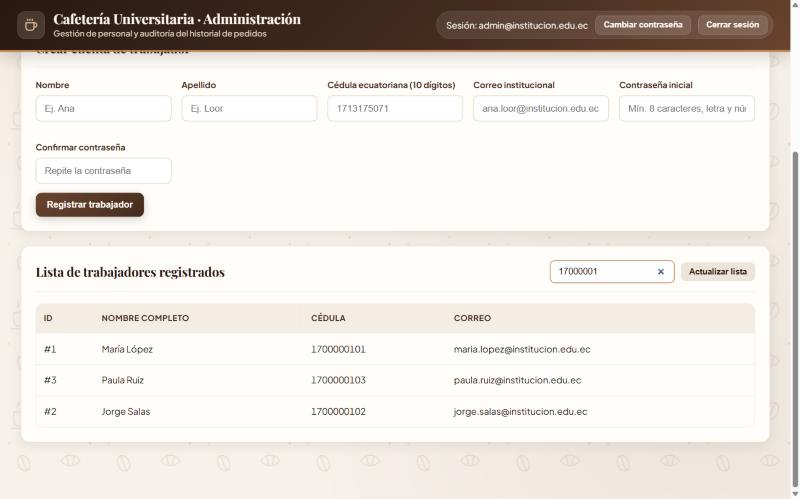 Cafetería Universitaria · Administración
Gestión de personal y auditoría del historial de pedidos
Sesión: admin@institucion.edu.ec
Cambiar contraseña
Cerrar sesión
Crear cuenta de trabajador
Nombre
Apellido
Cédula ecuatoriana (10 dígitos)
Correo institucional
Contraseña inicial
Ej. Ana
Ej. Loor
1713175071
ana.loor@institucion.edu.ec
Mín. 8 caracteres, letra y nú
Confirmar contraseña
Repite la contraseña
Registrar trabajador
Lista de trabajadores registrados
17000001
Actualizar lista
ID NOMBRE COMPLETO CÉDULA CORREO
#1 María López 1700000101 maria.lopez@institucion.edu.ec
#3 Paula Ruiz 1700000103 paula.ruiz@institucion.edu.ec
#2 Jorge Salas 1700000102 jorge.salas@institucion.edu.ec